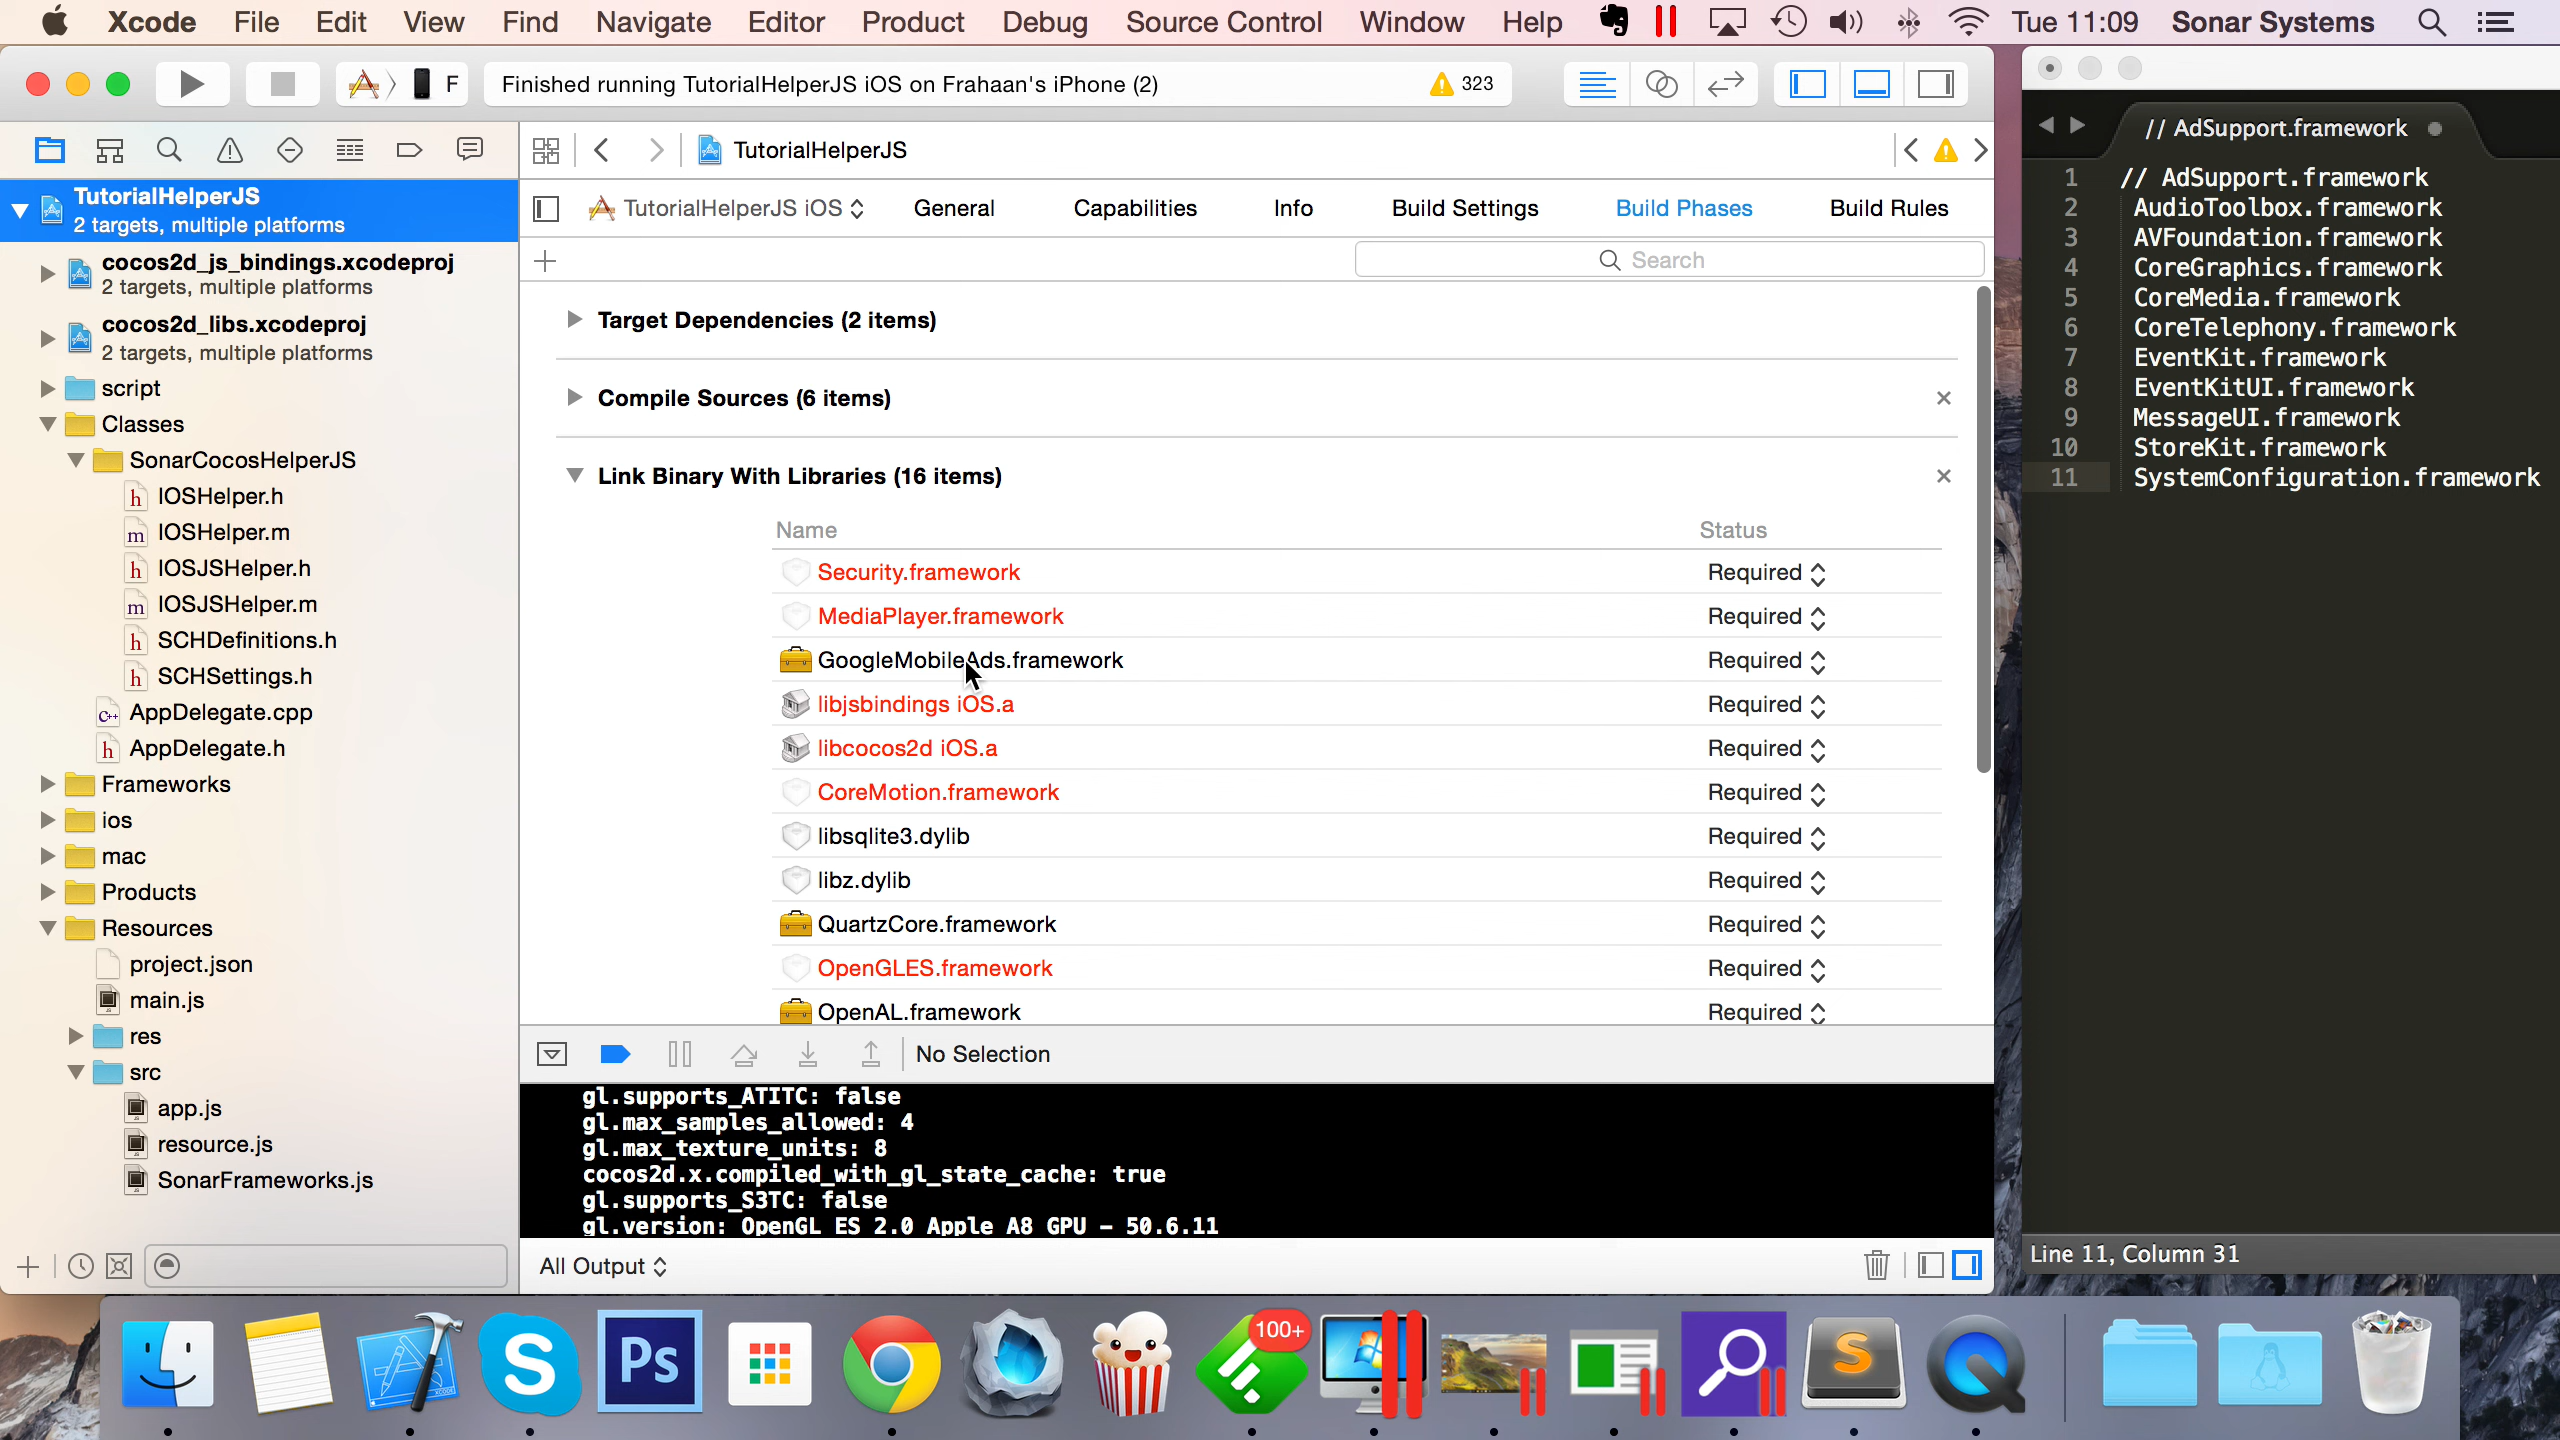 Xcode File Edit View Find Navigate Editor Product Debug Source Control Window Help Tue 11:09 Sonar Systems
F Finished running TutorialHelperJS iOS on Frahaan's iPhone (2) 323
TutorialHelperJS
TutorialHelperJS
2 targets, multiple platforms
cocos2d_js_bindings.xcodeproj
2 targets, multiple platforms
cocos2d_libs.xcodeproj
2 targets, multiple platforms
script
Classes
SonarCocosHelperJS
h IOSHelper.h
m IOSHelper.m
h IOSJSHelper.h
m IOSJSHelper.m
h SCHDefinitions.h
h SCHSettings.h
C++ AppDelegate.cpp
h AppDelegate.h
Frameworks
ios
mac
Products
Resources
project.json
main.js
res
src
app.js
resource.js
SonarFrameworks.js
TutorialHelperJS iOS General Capabilities Info Build Settings Build Phases Build Rules
Search
Target Dependencies (2 items)
Compile Sources (6 items)
Link Binary With Libraries (16 items)
Name Status
Security.framework Required
MediaPlayer.framework Required
GoogleMobileAds.framework Required
libjsbindings iOS.a Required
libcocos2d iOS.a Required
CoreMotion.framework Required
libsqlite3.dylib Required
libz.dylib Required
QuartzCore.framework Required
OpenGLES.framework Required
OpenAL.framework Required
No Selection
gl.supports_ATITC: false
gl.max_samples_allowed: 4
gl.max_texture_units: 8
cocos2d.x.compiled_with_gl_state_cache: true
gl.supports_S3TC: false
gl.version: OpenGL ES 2.0 Apple A8 GPU - 50.6.11
All Output
// AdSupport.framework
1 // AdSupport.framework
2 AudioToolbox.framework
3 AVFoundation.framework
4 CoreGraphics.framework
5 CoreMedia.framework
6 CoreTelephony.framework
7 EventKit.framework
8 EventKitUI.framework
9 MessageUI.framework
10 StoreKit.framework
11 SystemConfiguration.framework
Line 11, Column 31
S
Ps
100+
S